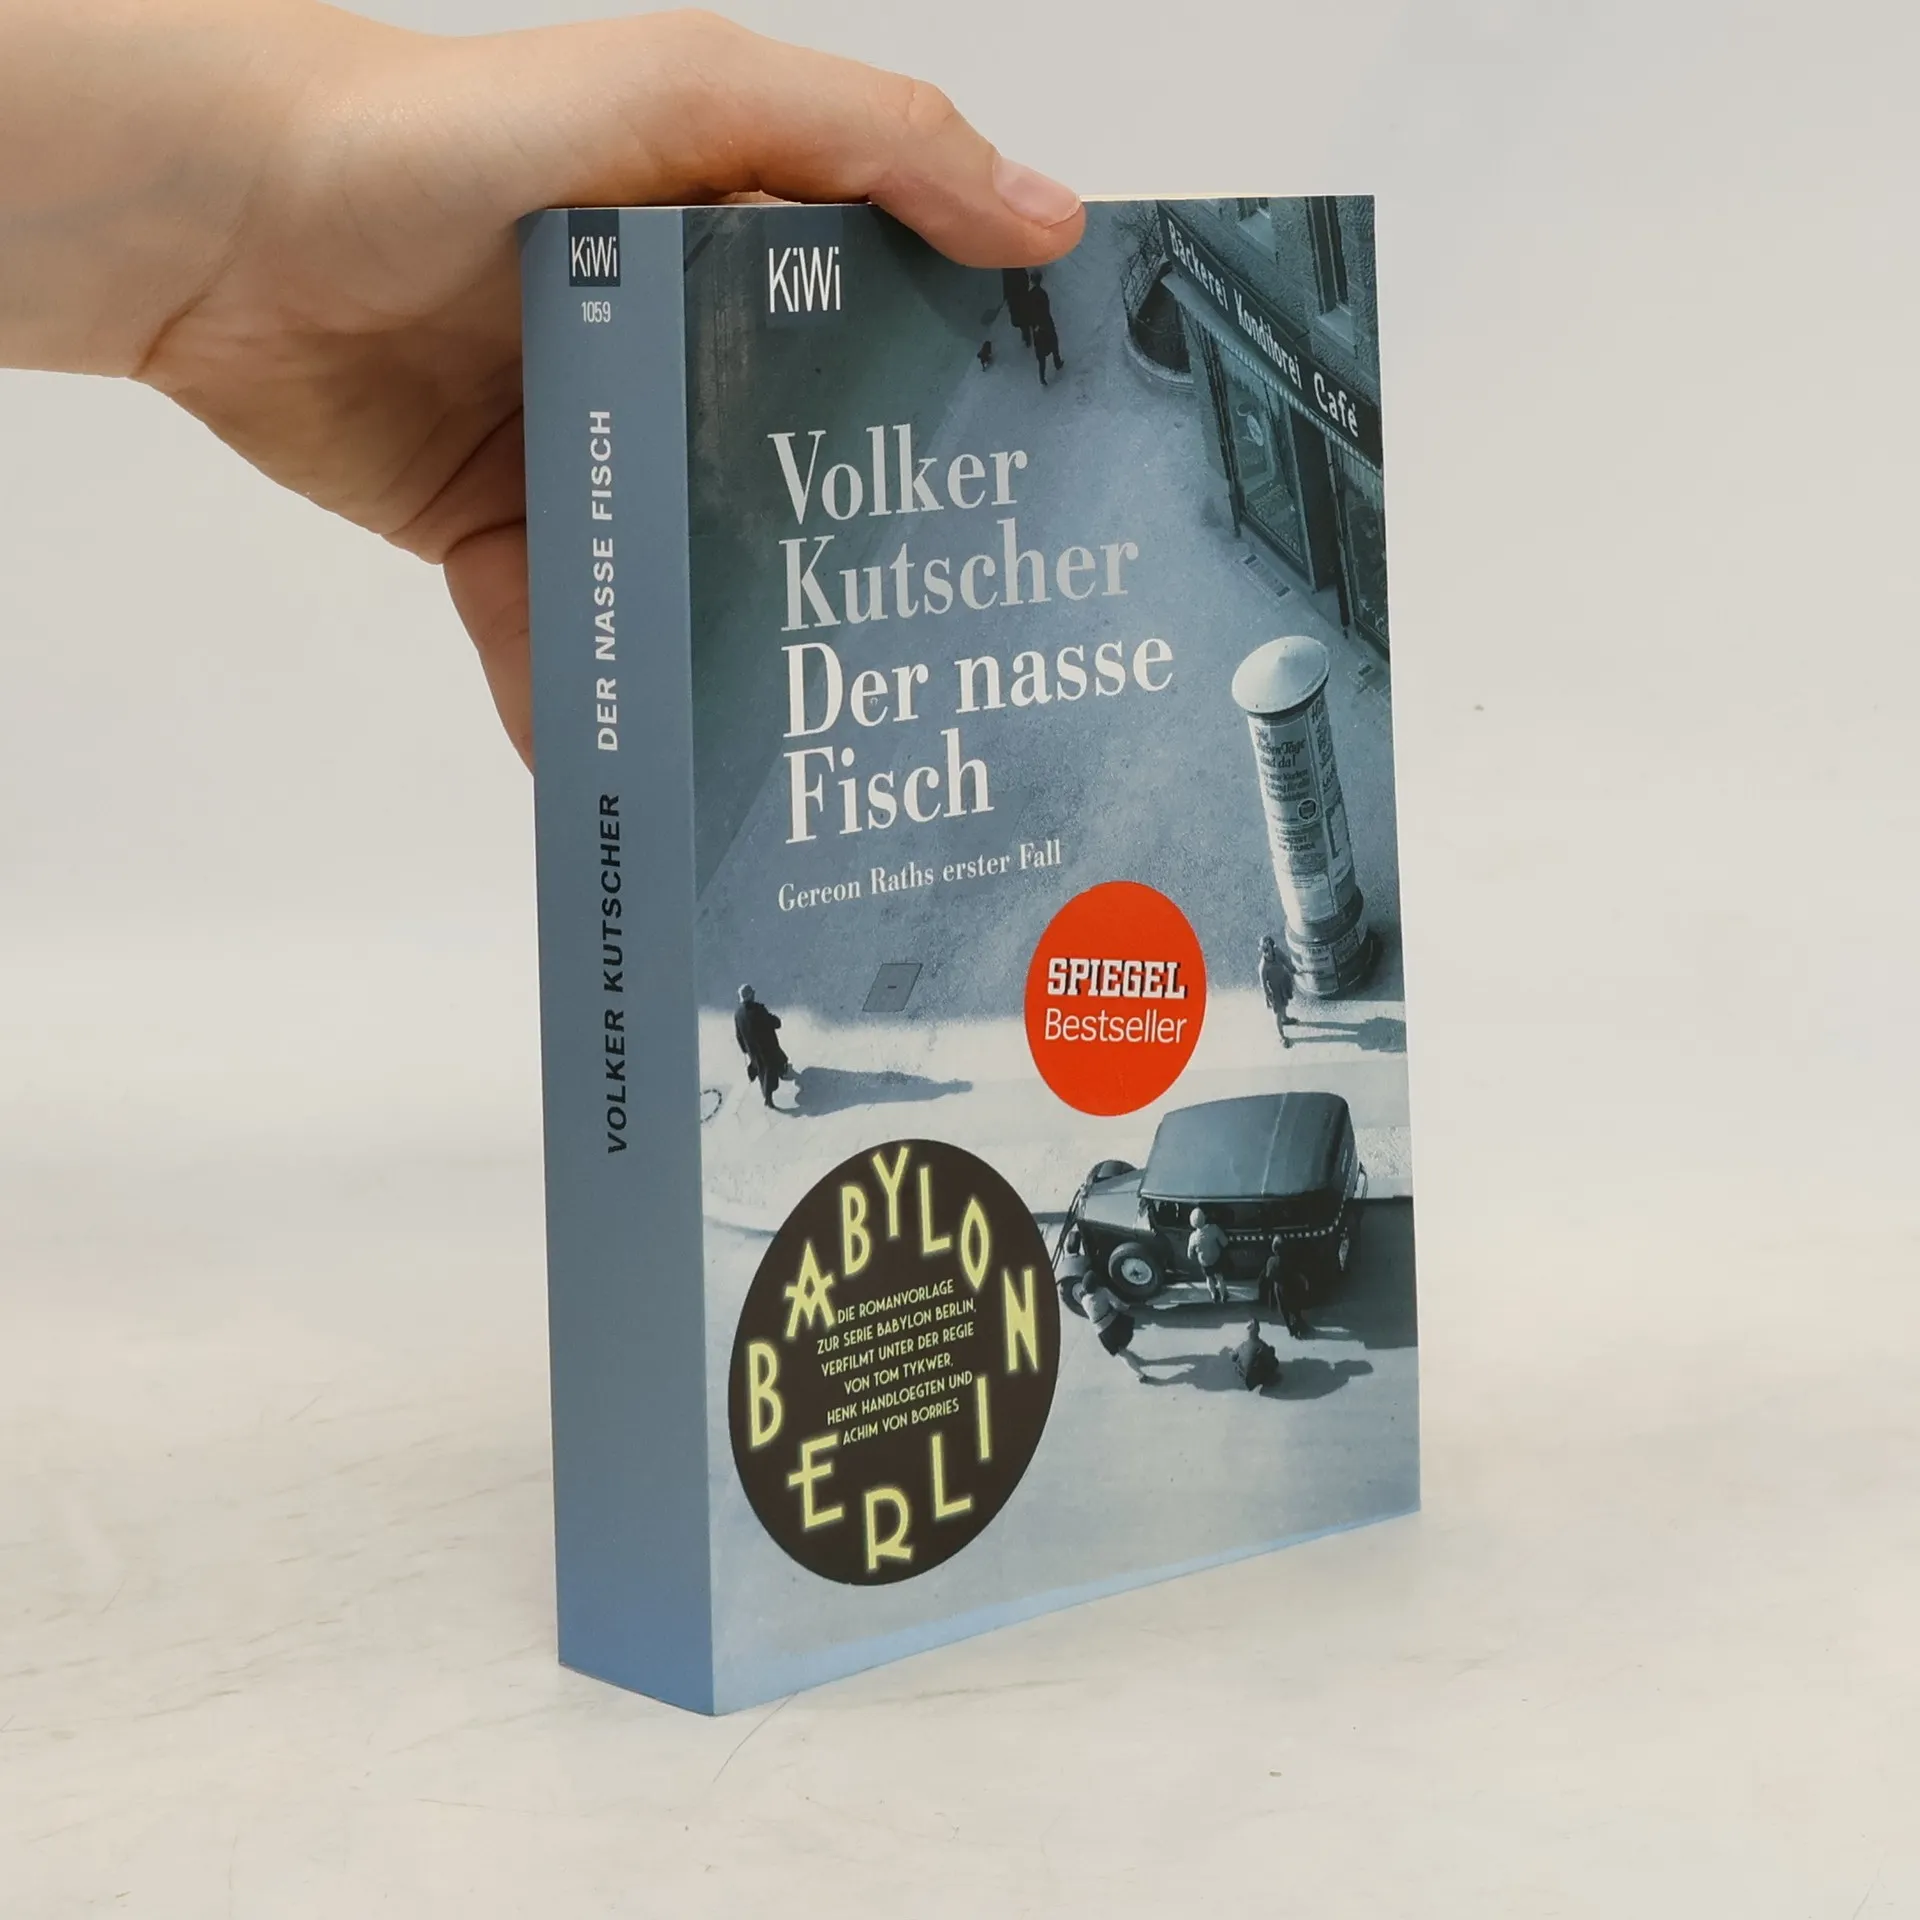 KiWi
1059
VOLKER KUTSCHER DER NASSE FISCH
KiWi
Bäckerei Konditorei Café
Volker
Kutscher
Der nasse
Fisch
Gereon Raths erster Fall
SPIEGEL
Bestseller
BABYLON
DIE ROMANVORLAGE
ZUR SERIE BABYLON BERLIN,
VERFILMT UNTER DER REGIE
VON TOM TYKWER,
HENK HANDLOEGTEN UND
ACHIM VON BORRIES
BERLIN